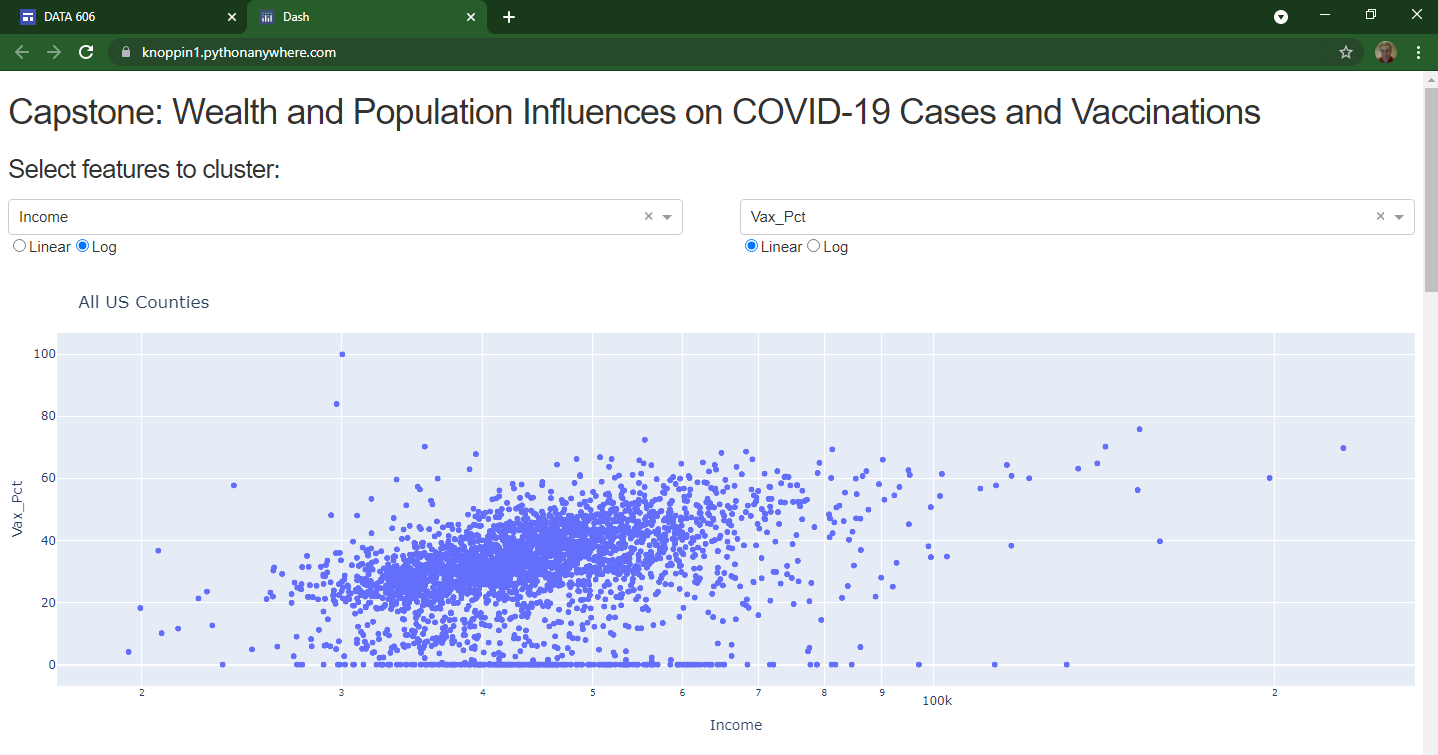 DATA 606
Dash
knoppin1.pythonanywhere.com
Capstone: Wealth and Population Influences on COVID-19 Cases and Vaccinations
Select features to cluster:
Income
Vax_Pct
Linear Log
Linear Log
All US Counties
100
80
60
40
20
0
Vax_Pct
2 3 4 5 6 7 8 9 100k 2
Income